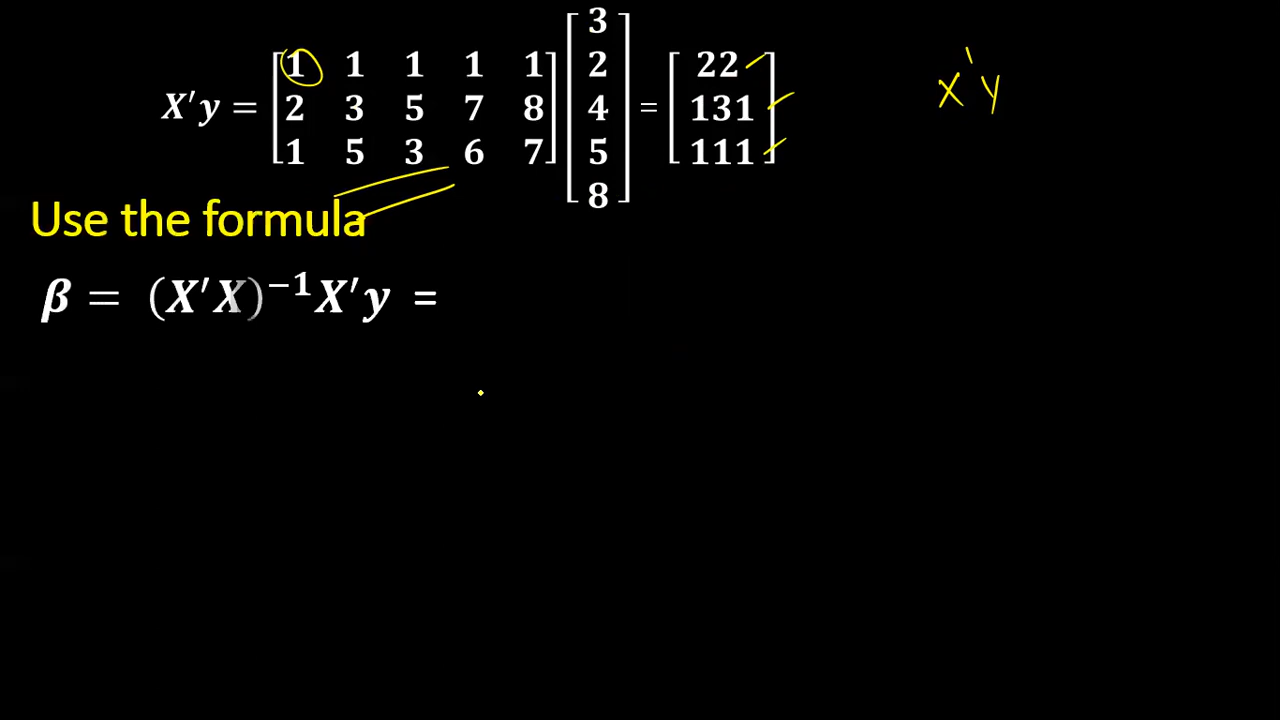 X'y = [1 1 1 1 1; 2 3 5 7 8; 1 5 3 6 7] [3; 2; 4; 5; 8] = [22; 131; 111]
x'y
Use the formula
β = (X'X)⁻¹X'y =